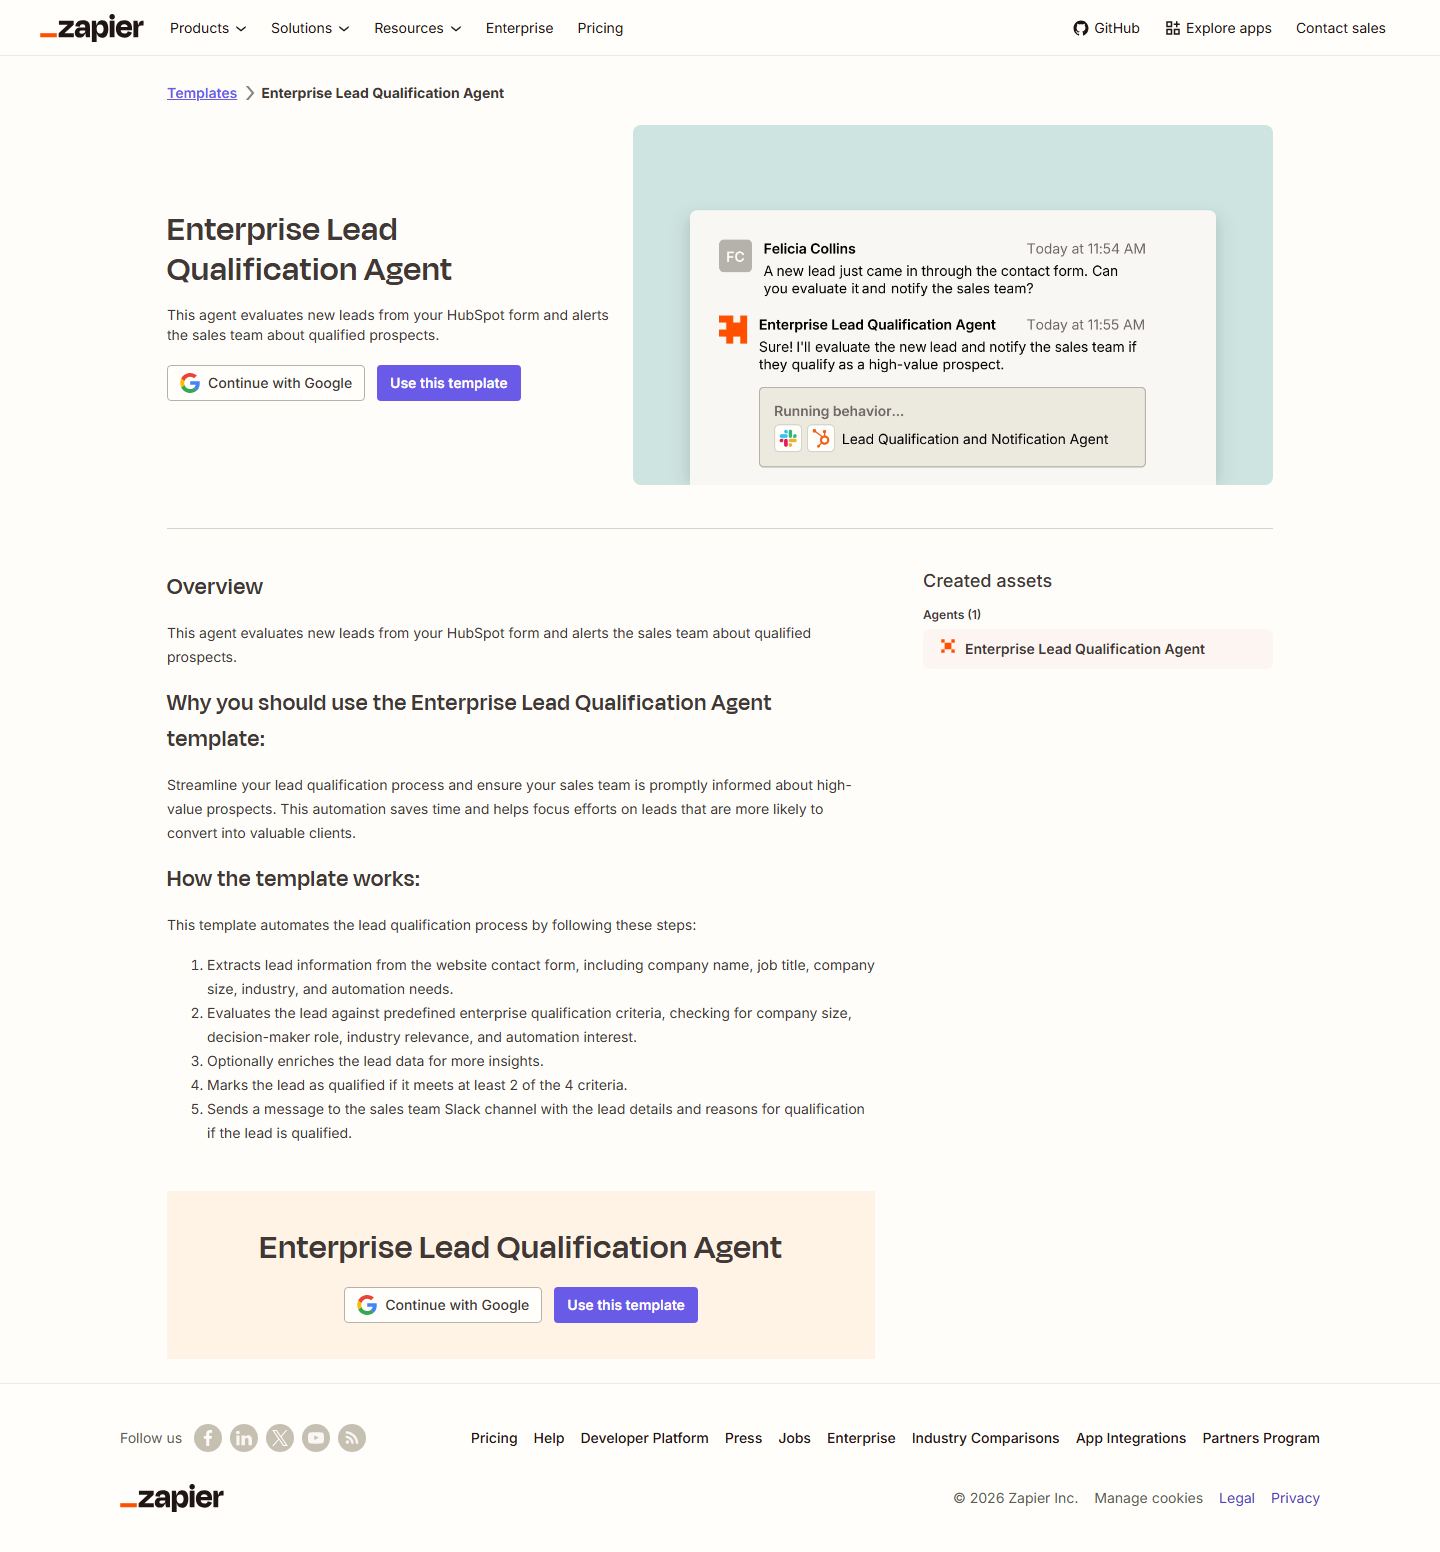 zapier
Products
Solutions
Resources
Enterprise
Pricing
GitHub
Explore apps
Contact sales
Templates
Enterprise Lead Qualification Agent
Enterprise Lead
Qualification Agent
This agent evaluates new leads from your HubSpot form and alerts
the sales team about qualified prospects.
Continue with Google
Use this template
FC
Felicia Collins
Today at 11:54 AM
A new lead just came in through the contact form. Can
you evaluate it and notify the sales team?
Enterprise Lead Qualification Agent
Today at 11:55 AM
Sure! I'll evaluate the new lead and notify the sales team if
they qualify as a high-value prospect.
Running behavior...
Lead Qualification and Notification Agent
Overview
This agent evaluates new leads from your HubSpot form and alerts the sales team about qualified
prospects.
Why you should use the Enterprise Lead Qualification Agent
template:
Streamline your lead qualification process and ensure your sales team is promptly informed about high-
value prospects. This automation saves time and helps focus efforts on leads that are more likely to
convert into valuable clients.
How the template works:
This template automates the lead qualification process by following these steps:
1. Extracts lead information from the website contact form, including company name, job title, company
size, industry, and automation needs.
2. Evaluates the lead against predefined enterprise qualification criteria, checking for company size,
decision-maker role, industry relevance, and automation interest.
3. Optionally enriches the lead data for more insights.
4. Marks the lead as qualified if it meets at least 2 of the 4 criteria.
5. Sends a message to the sales team Slack channel with the lead details and reasons for qualification
if the lead is qualified.
Created assets
Agents (1)
Enterprise Lead Qualification Agent
Enterprise Lead Qualification Agent
Continue with Google
Use this template
Follow us
Pricing
Help
Developer Platform
Press
Jobs
Enterprise
Industry Comparisons
App Integrations
Partners Program
zapier
© 2026 Zapier Inc.
Manage cookies
Legal
Privacy